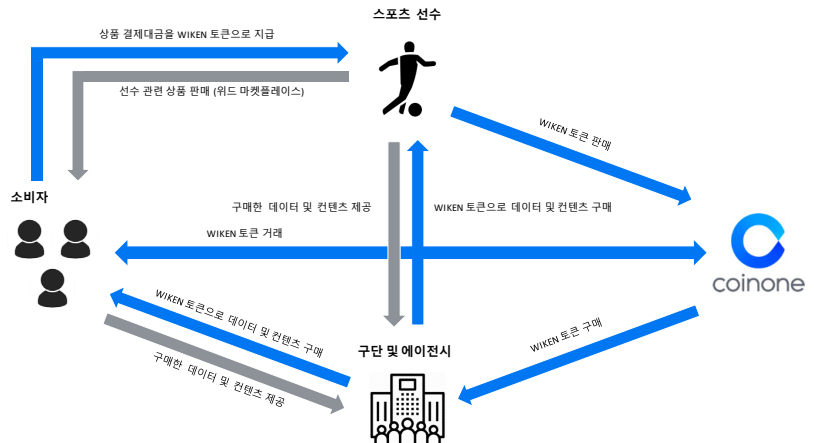 스포츠 선수
상품 결제대금을 WIKEN 토큰으로 지급
선수 관련 상품 판매 (위드 마켓플레이스)
WIKEN 토큰 판매
소비자
구매한 데이터 및 컨텐츠 제공
WIKEN 토큰으로 데이터 및 컨텐츠 구매
WIKEN 토큰 거래
coinone
WIKEN 토큰으로 데이터 및 컨텐츠 구매
구매한 데이터 및 컨텐츠 제공
WIKEN 토큰 구매
구단 및 에이전시